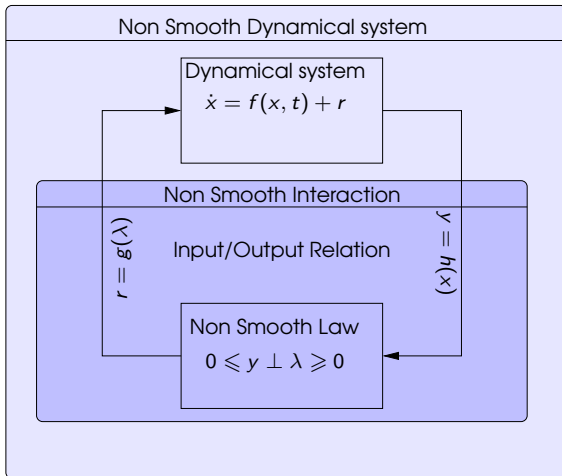 Non Smooth Dynamical system
Dynamical system
ẋ = f(x, t) + r
Non Smooth Interaction
r = g(λ)
Input/Output Relation
y = h(x)
Non Smooth Law
0 ⩽ y ⊥ λ ⩾ 0